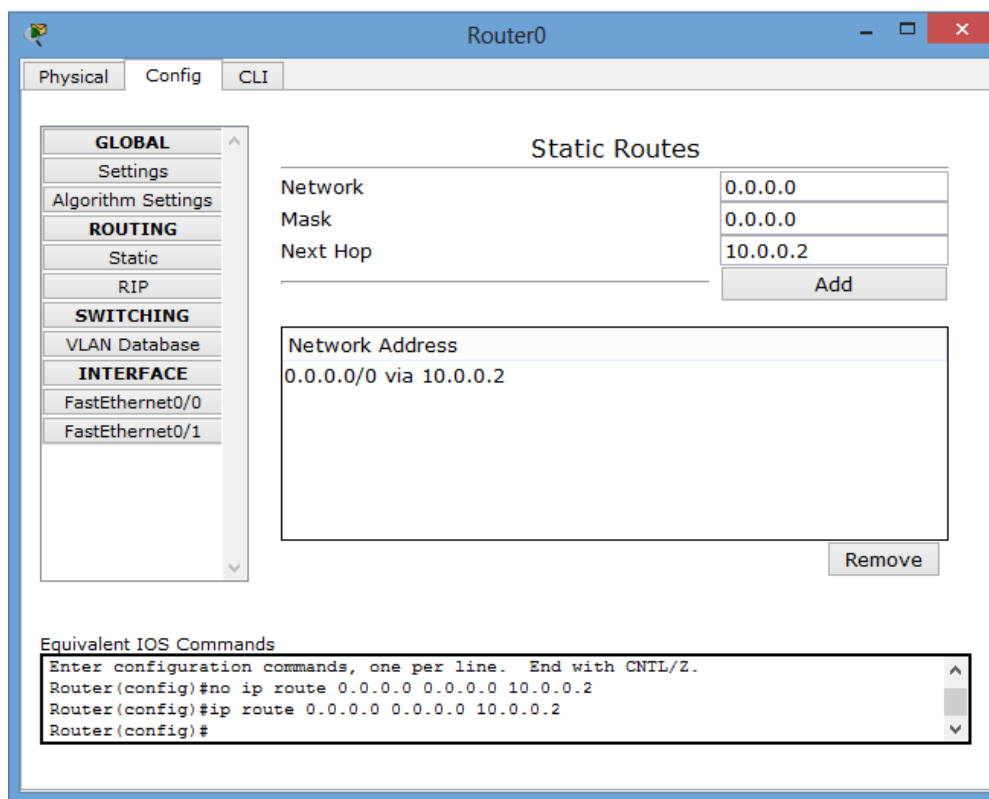 Router0
Physical Config CLI
GLOBAL
Settings
Algorithm Settings
ROUTING
Static
RIP
SWITCHING
VLAN Database
INTERFACE
FastEthernet0/0
FastEthernet0/1
Static Routes
Network 0.0.0.0
Mask 0.0.0.0
Next Hop 10.0.0.2
Add
Network Address
0.0.0.0/0 via 10.0.0.2
Remove
Equivalent IOS Commands
Enter configuration commands, one per line.  End with CNTL/Z.
Router(config)#no ip route 0.0.0.0 0.0.0.0 10.0.0.2
Router(config)#ip route 0.0.0.0 0.0.0.0 10.0.0.2
Router(config)#